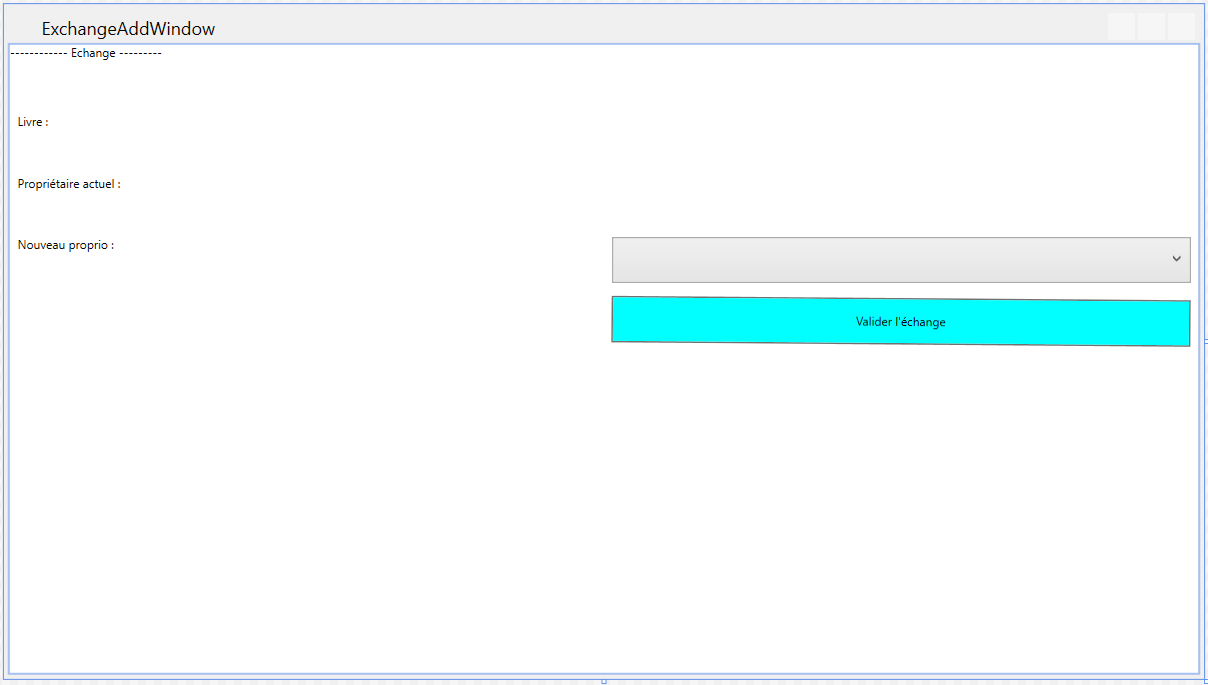 ExchangeAddWindow
------------ Echange ---------
Livre :
Propriétaire actuel :
Nouveau proprio :
Valider l'échange